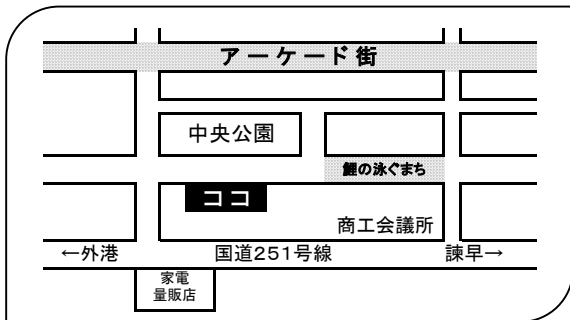 アーケード街
中央公園
鯉の泳ぐまち
ココ
商工会議所
←外港
国道251号線
諫早→
家電
量販店